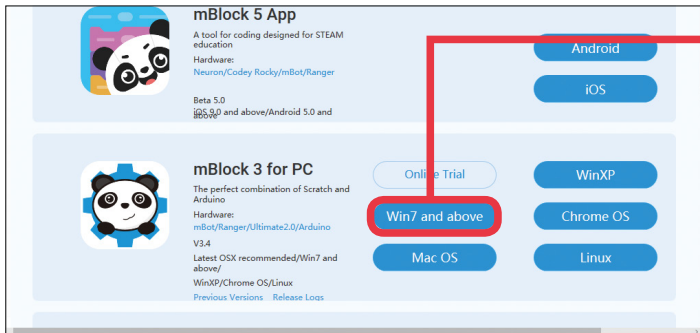 mBlock 5 App
A tool for coding designed for STEAM
education
Hardware:
Neuron/Codey Rocky/mBot/Ranger
Beta 5.0
iOS 9.0 and above/Android 5.0 and
above
Android
iOS
mBlock 3 for PC
The perfect combination of Scratch and
Arduino
Hardware:
mBot/Ranger/Ultimate2.0/Arduino
V3.4
Latest OSX recommended/Win7 and
above/
WinXP/Chrome OS/Linux
Previous Versions Release Logs
Online Trial
WinXP
Win7 and above
Chrome OS
Mac OS
Linux